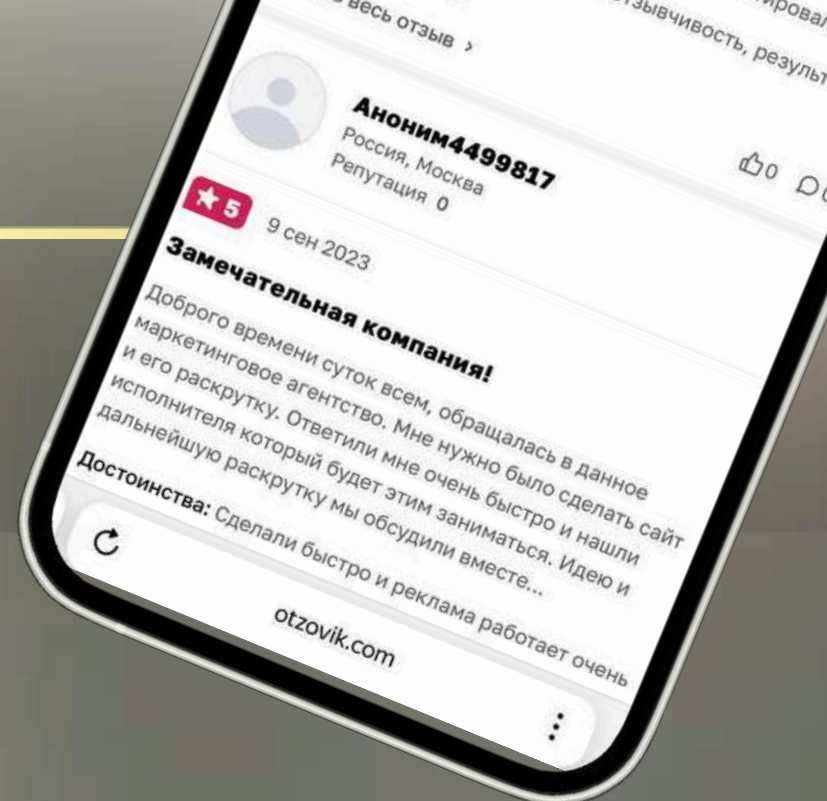 весь отзыв ›
отзывчивость, результ
Аноним4499817
Россия, Москва
Репутация 0
0
5
9 сен 2023
Замечательная компания!
Доброго времени суток всем, обращалась в данное
маркетинговое агентство. Мне нужно было сделать сайт
и его раскрутку. Ответили мне очень быстро и нашли
исполнителя который будет этим заниматься. Идею и
дальнейшую раскрутку мы обсудили вместе...
Достоинства: Сделали быстро и реклама работает очень
otzovik.com